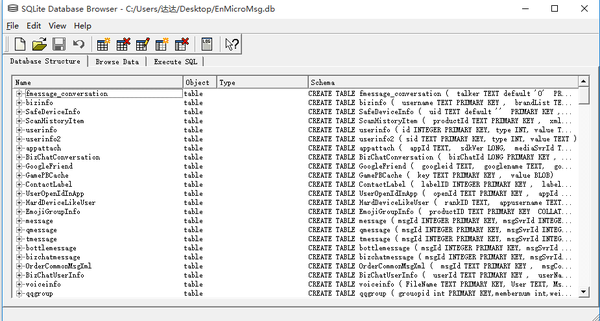 SQLite Database Browser - C:/Users/达达/Desktop/EnMicroMsg.db
File Edit View Help
Database Structure Browse Data Execute SQL
Name Object Type Schema
fmessage_conversation table CREATE TABLE fmessage_conversation ( talker TEXT default '0' PR...
bizinfo table CREATE TABLE bizinfo ( username TEXT PRIMARY KEY , brandList TE...
SafeDeviceInfo table CREATE TABLE SafeDeviceInfo ( uid TEXT default '' PRIMARY KEY ,...
ScanHistoryItem table CREATE TABLE ScanHistoryItem ( productId TEXT PRIMARY KEY , xml...
userinfo table CREATE TABLE userinfo ( id INTEGER PRIMARY KEY, type INT, value T...
userinfo2 table CREATE TABLE userinfo2 ( sid TEXT PRIMARY KEY, type INT, value TEXT )
appattach table CREATE TABLE appattach ( appId TEXT, sdkVer LONG, mediaSvrId T...
BizChatConversation table CREATE TABLE BizChatConversation ( bizChatId LONG PRIMARY KEY , ...
GoogleFriend table CREATE TABLE GoogleFriend ( googleid TEXT, googlename TEXT, go...
GamePBCache table CREATE TABLE GamePBCache ( key TEXT PRIMARY KEY , value BLOB)
ContactLabel table CREATE TABLE ContactLabel ( labelID INTEGER PRIMARY KEY , label...
UserOpenIdInApp table CREATE TABLE UserOpenIdInApp ( openId TEXT PRIMARY KEY , appId ...
HardDeviceLikeUser table CREATE TABLE HardDeviceLikeUser ( rankID TEXT, appusername TEXT...
EmojiGroupInfo table CREATE TABLE EmojiGroupInfo ( productID TEXT PRIMARY KEY COLLAT...
message table CREATE TABLE message ( msgId INTEGER PRIMARY KEY, msgSvrId INTEGE...
qmessage table CREATE TABLE qmessage ( msgId INTEGER PRIMARY KEY, msgSvrId INTEG...
tmessage table CREATE TABLE tmessage ( msgId INTEGER PRIMARY KEY, msgSvrId INTEG...
bottlemessage table CREATE TABLE bottlemessage ( msgId INTEGER PRIMARY KEY, msgSvrId...
bizchatmessage table CREATE TABLE bizchatmessage ( msgId INTEGER PRIMARY KEY, msgSvrId...
OrderCommonMsgXml table CREATE TABLE OrderCommonMsgXml ( msgId TEXT PRIMARY KEY , msgCo...
BizChatUserInfo table CREATE TABLE BizChatUserInfo ( userId TEXT PRIMARY KEY , userNa...
voiceinfo table CREATE TABLE voiceinfo ( FileName TEXT PRIMARY KEY, User TEXT, Ms...
qqgroup table CREATE TABLE qqgroup ( grouopid int PRIMARY KEY,membernum int,wei...